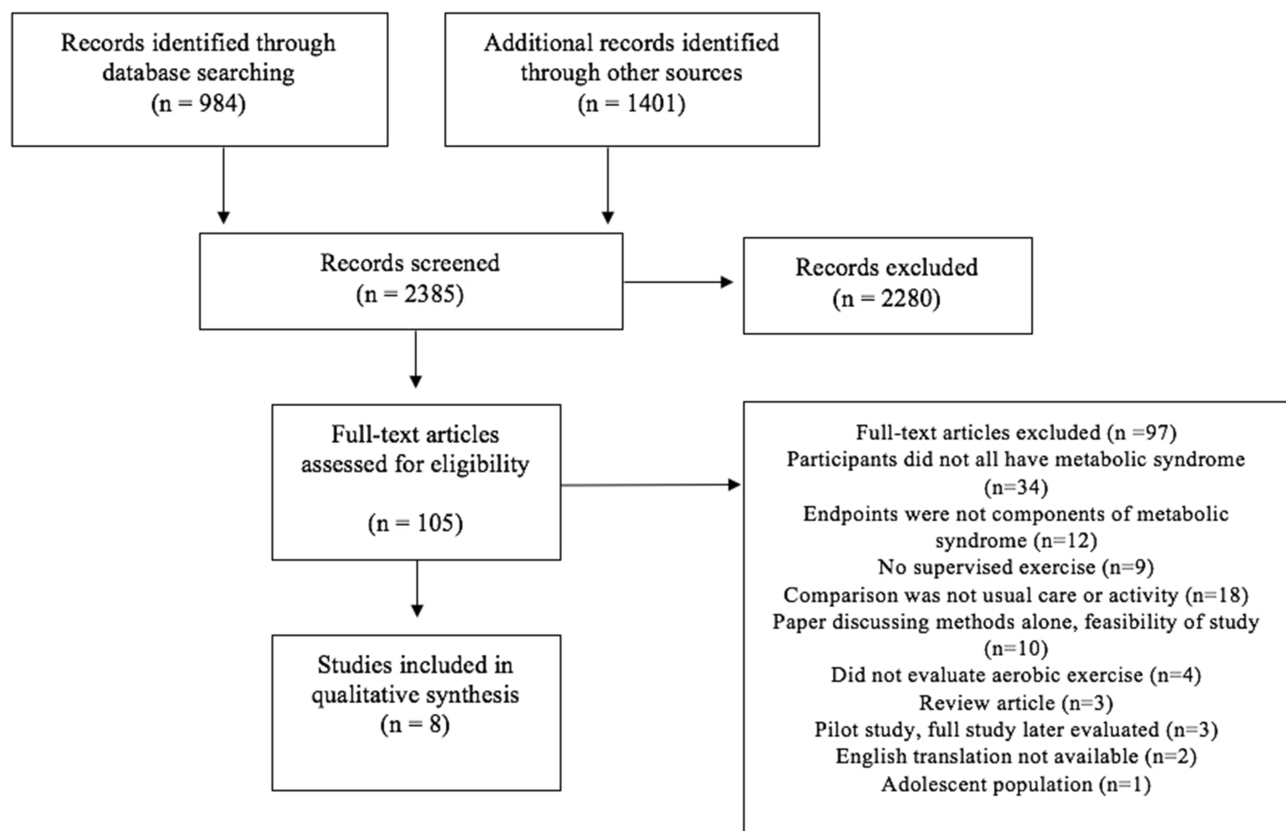 Records identified through
database searching
(n = 984)
Additional records identified
through other sources
(n = 1401)
Records screened
(n = 2385)
Records excluded
(n = 2280)
Full-text articles
assessed for eligibility
(n = 105)
Full-text articles excluded (n =97)
Participants did not all have metabolic syndrome
(n=34)
Endpoints were not components of metabolic
syndrome (n=12)
No supervised exercise (n=9)
Comparison was not usual care or activity (n=18)
Paper discussing methods alone, feasibility of study
(n=10)
Did not evaluate aerobic exercise (n=4)
Review article (n=3)
Pilot study, full study later evaluated (n=3)
English translation not available (n=2)
Adolescent population (n=1)
Studies included in
qualitative synthesis
(n = 8)